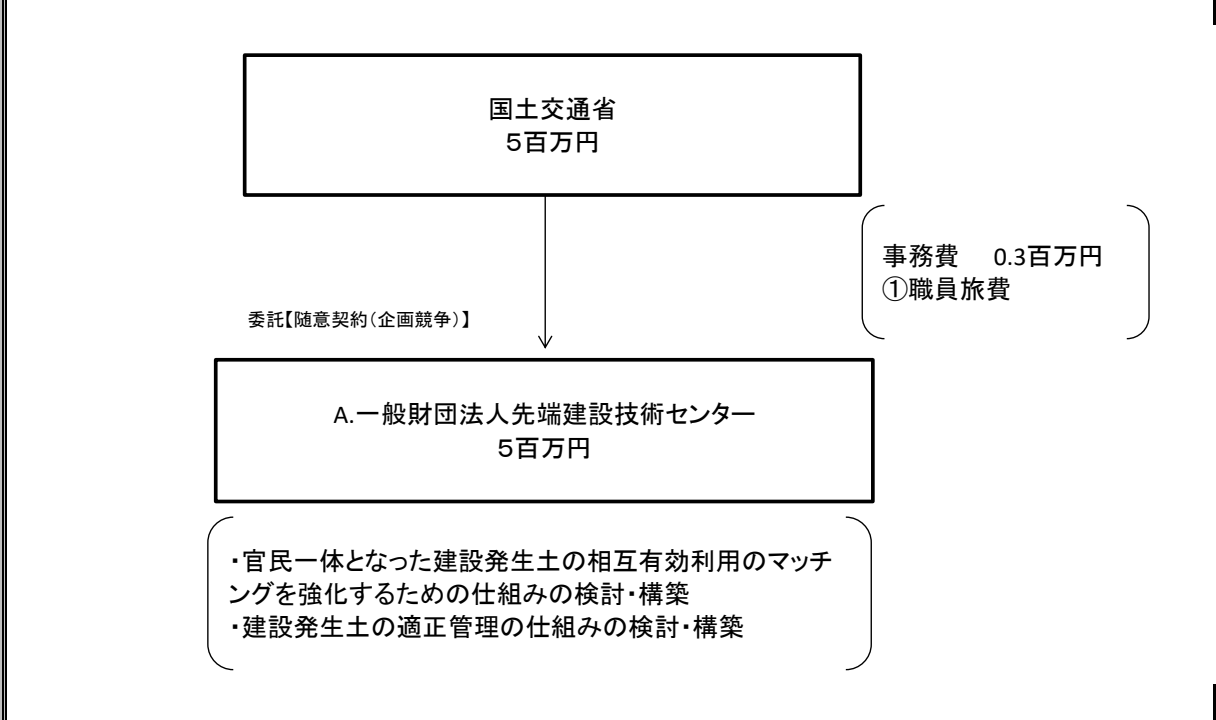 国土交通省
５百万円
事務費　0.3百万円
①職員旅費
委託【随意契約（企画競争）】
A.一般財団法人先端建設技術センター
５百万円
・官民一体となった建設発生土の相互有効利用のマッチ
ングを強化するための仕組みの検討・構築
・建設発生土の適正管理の仕組みの検討・構築